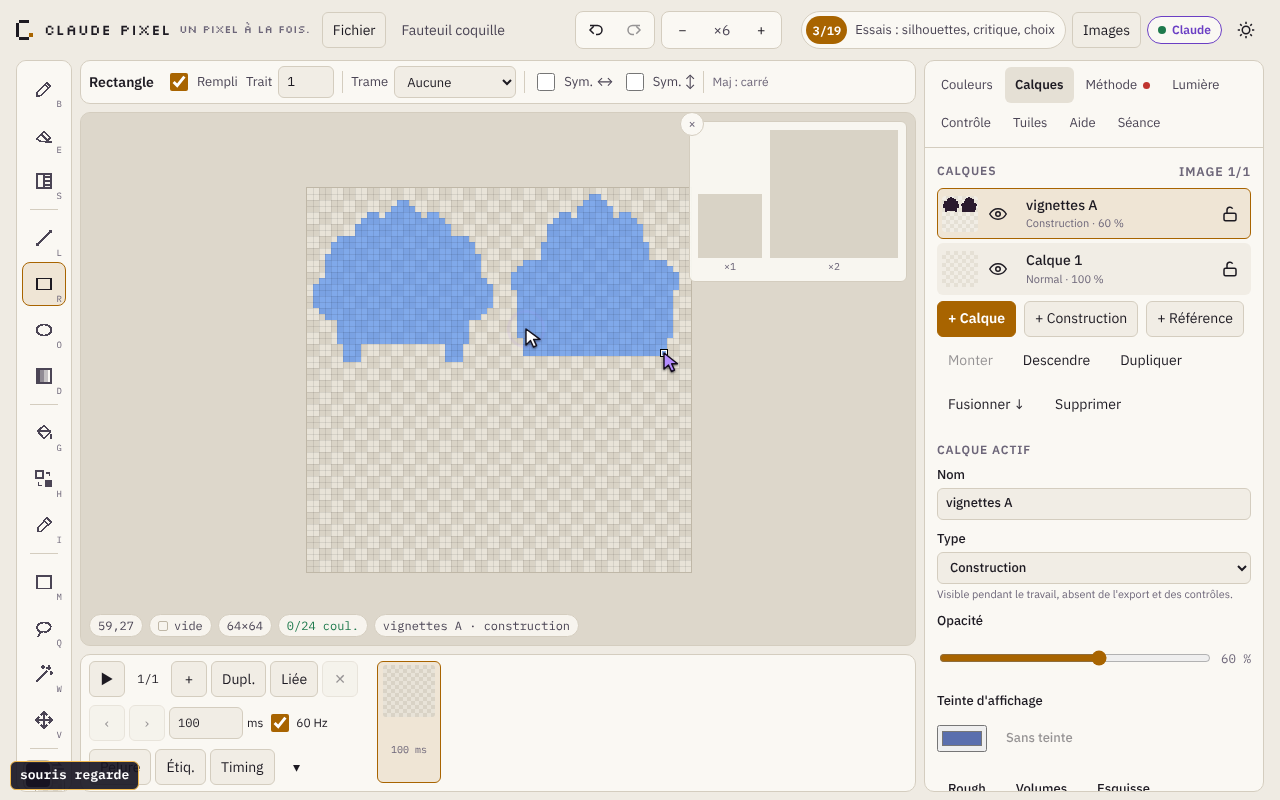 CLAUDE PIXEL UN PIXEL À LA FOIS.
Fichier
Fauteuil coquille
− ×6 +
3/19 Essais : silhouettes, critique, choix
Images
Claude
Rectangle Rempli Trait 1 Trame Aucune Sym. ↔ Sym. ↕ Maj : carré
B
E
S
L
R
O
D
G
H
I
M
Q
W
V
×
×1 ×2
59,27 vide 64×64 0/24 coul. vignettes A · construction
1/1 + Dupl. Liée ×
‹ › 100 ms 60 Hz
Étiq. Timing ▼
100 ms
souris regarde
Couleurs Calques Méthode Lumière
Contrôle Tuiles Aide Séance
CALQUES IMAGE 1/1
vignettes A
Construction · 60 %
Calque 1
Normal · 100 %
+ Calque + Construction + Référence
Monter Descendre Dupliquer
Fusionner ↓ Supprimer
CALQUE ACTIF
Nom
vignettes A
Type
Construction
Visible pendant le travail, absent de l'export et des contrôles.
Opacité
60 %
Teinte d'affichage
Sans teinte
Rough Volumes Esquisse